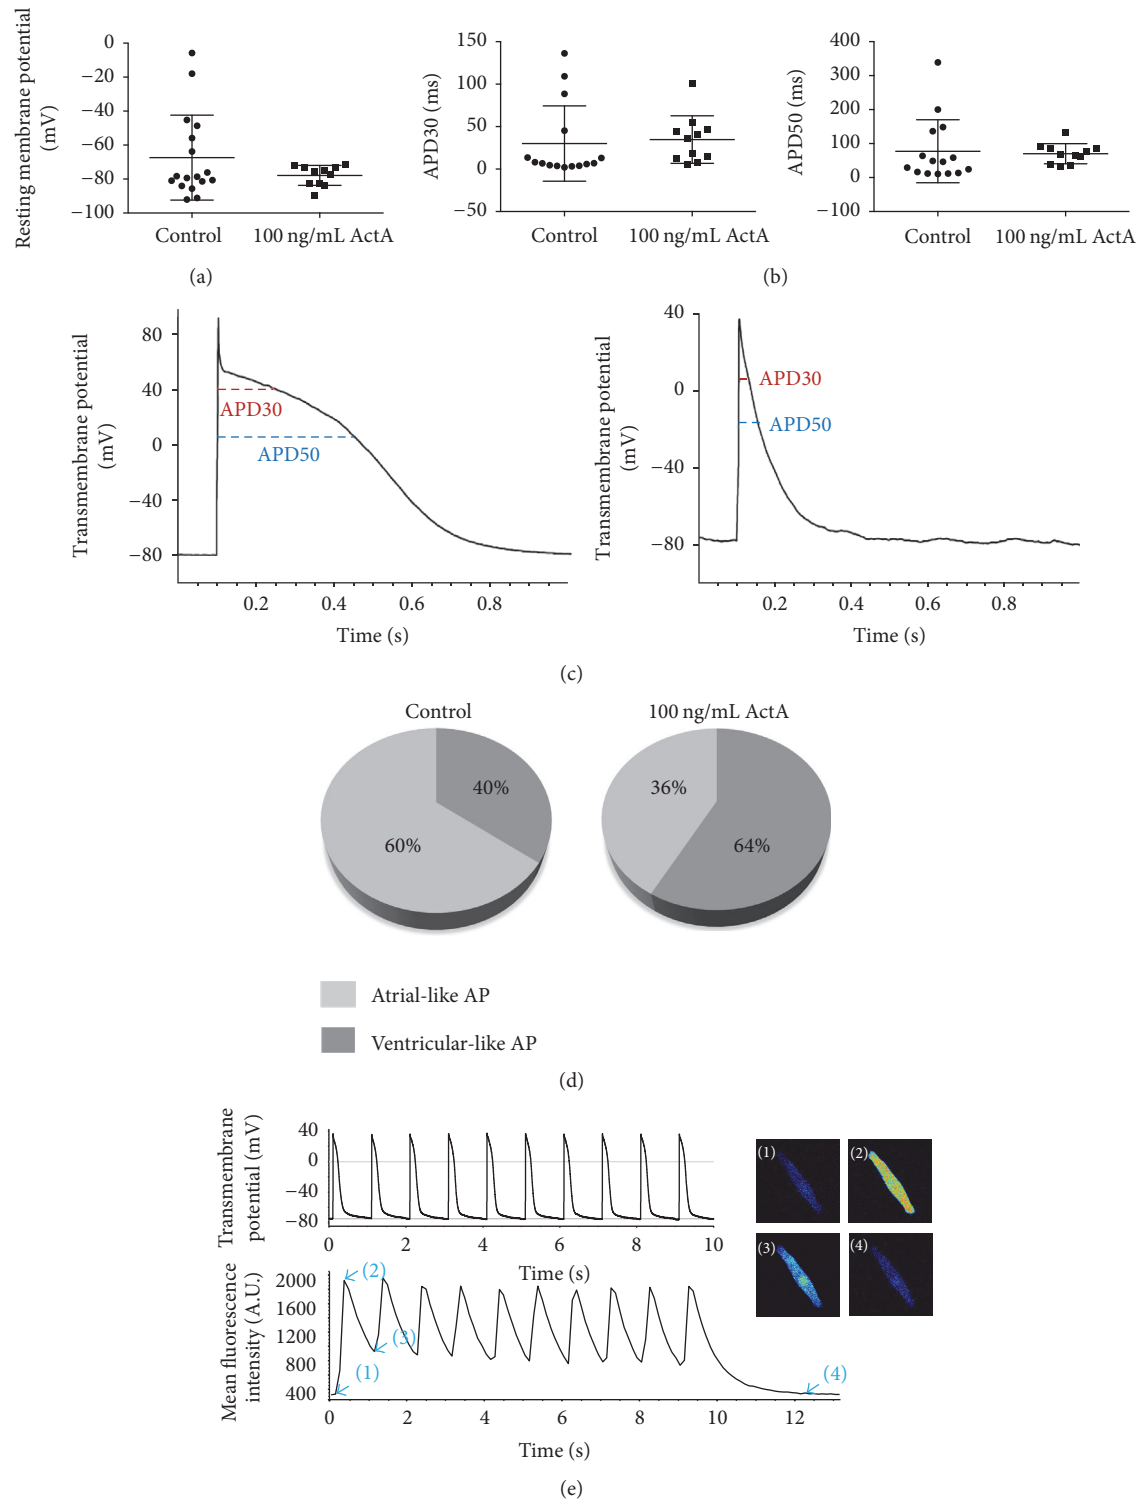 Resting membrane potential
(mV)
0
−20
−40
−60
−80
−100
Control
100 ng/mL ActA
(a)
APD30 (ms)
150
100
50
0
−50
Control
100 ng/mL ActA
APD50 (ms)
400
300
200
100
0
−100
Control
100 ng/mL ActA
(b)
Transmembrane potential
(mV)
80
40
0
−40
−80
APD30
APD50
0.2
0.4
0.6
0.8
Time (s)
Transmembrane potential
(mV)
40
0
−40
−80
APD30
APD50
0.2
0.4
0.6
0.8
Time (s)
(c)
Control
40%
60%
100 ng/mL ActA
36%
64%
Atrial-like AP
Ventricular-like AP
(d)
Transmembrane
potential (mV)
40
0
−40
−80
0
2
4
6
8
10
Time (s)
Mean fluorescence
intensity (A.U.)
2000
1600
1200
800
400
(1)
(2)
(3)
(4)
0
2
4
6
8
10
12
Time (s)
(1)
(2)
(3)
(4)
(e)